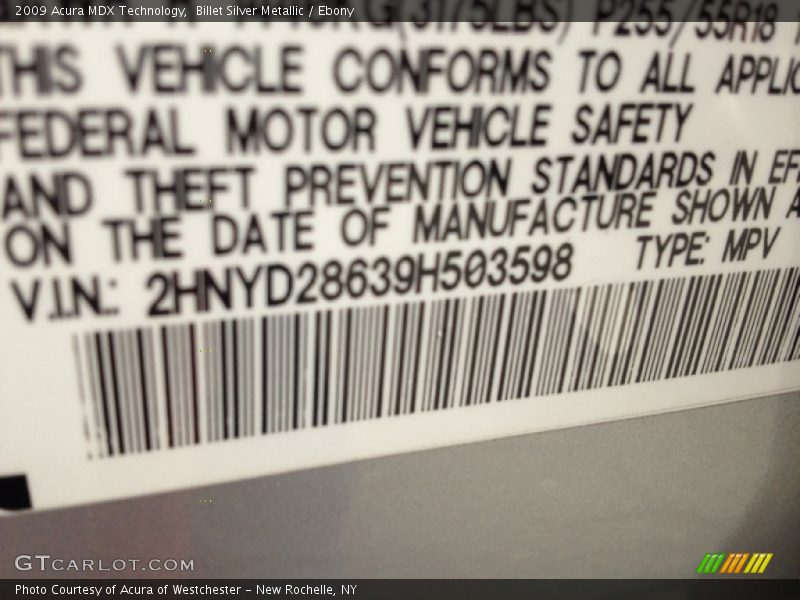 2009 Acura MDX Technology, Billet Silver Metallic / Ebony
KG(3175LBS) P255/55R18
THIS VEHICLE CONFORMS TO ALL
FEDERAL MOTOR VEHICLE SAFETY
AND THEFT PREVENTION STANDARDS IN
ON THE DATE OF MANUFACTURE SHOWN
V.I.N.: 2HNYD28639H503598 TYPE: MPV
GTCARLOT.COM
Photo Courtesy of Acura of Westchester - New Rochelle, NY